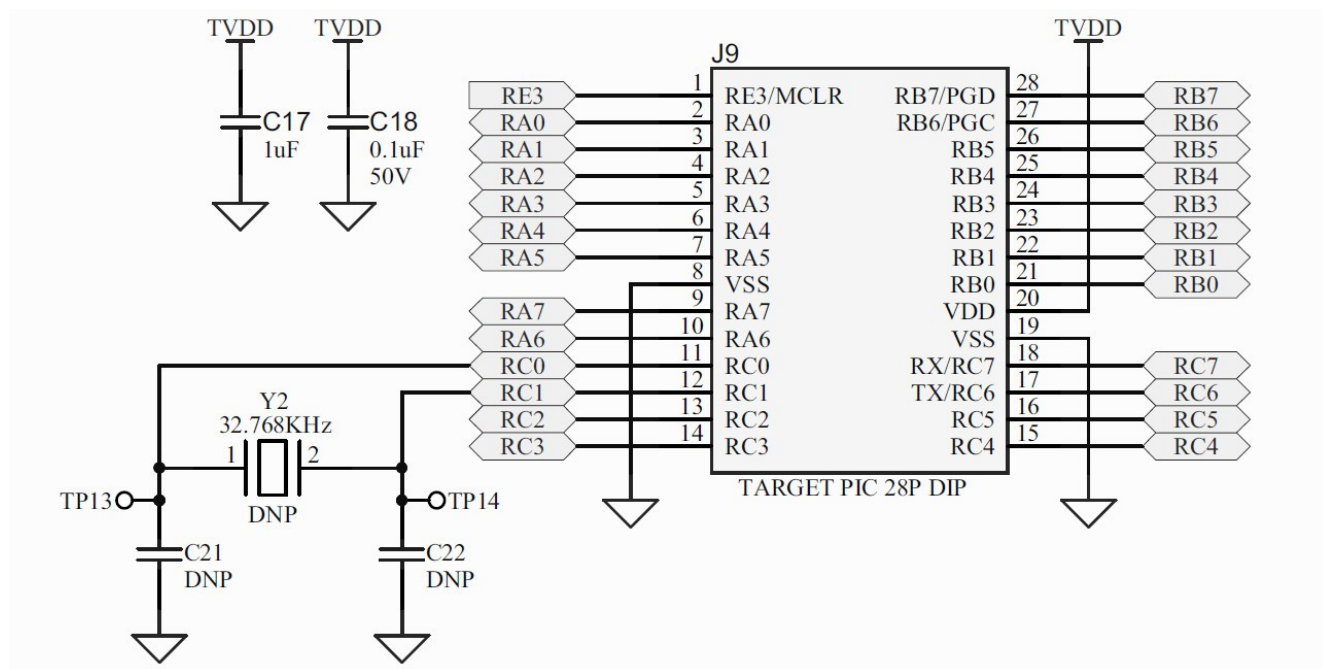 TVDD TVDD TVDD
J9
C17
1uF
C18
0.1uF
50V
RE3 1 RE3/MCLR RB7/PGD 28 RB7
RA0 2 RA0 RB6/PGC 27 RB6
RA1 3 RA1 RB5 26 RB5
RA2 4 RA2 RB4 25 RB4
RA3 5 RA3 RB3 24 RB3
RA4 6 RA4 RB2 23 RB2
RA5 7 RA5 RB1 22 RB1
8 VSS RB0 21 RB0
RA7 9 RA7 VDD 20
RA6 10 RA6 VSS 19
RC0 11 RC0 RX/RC7 18 RC7
RC1 12 RC1 TX/RC6 17 RC6
RC2 13 RC2 RC5 16 RC5
RC3 14 RC3 RC4 15 RC4
TARGET PIC 28P DIP
Y2
32.768KHz
1 2
DNP
TP13 TP14
C21
DNP
C22
DNP